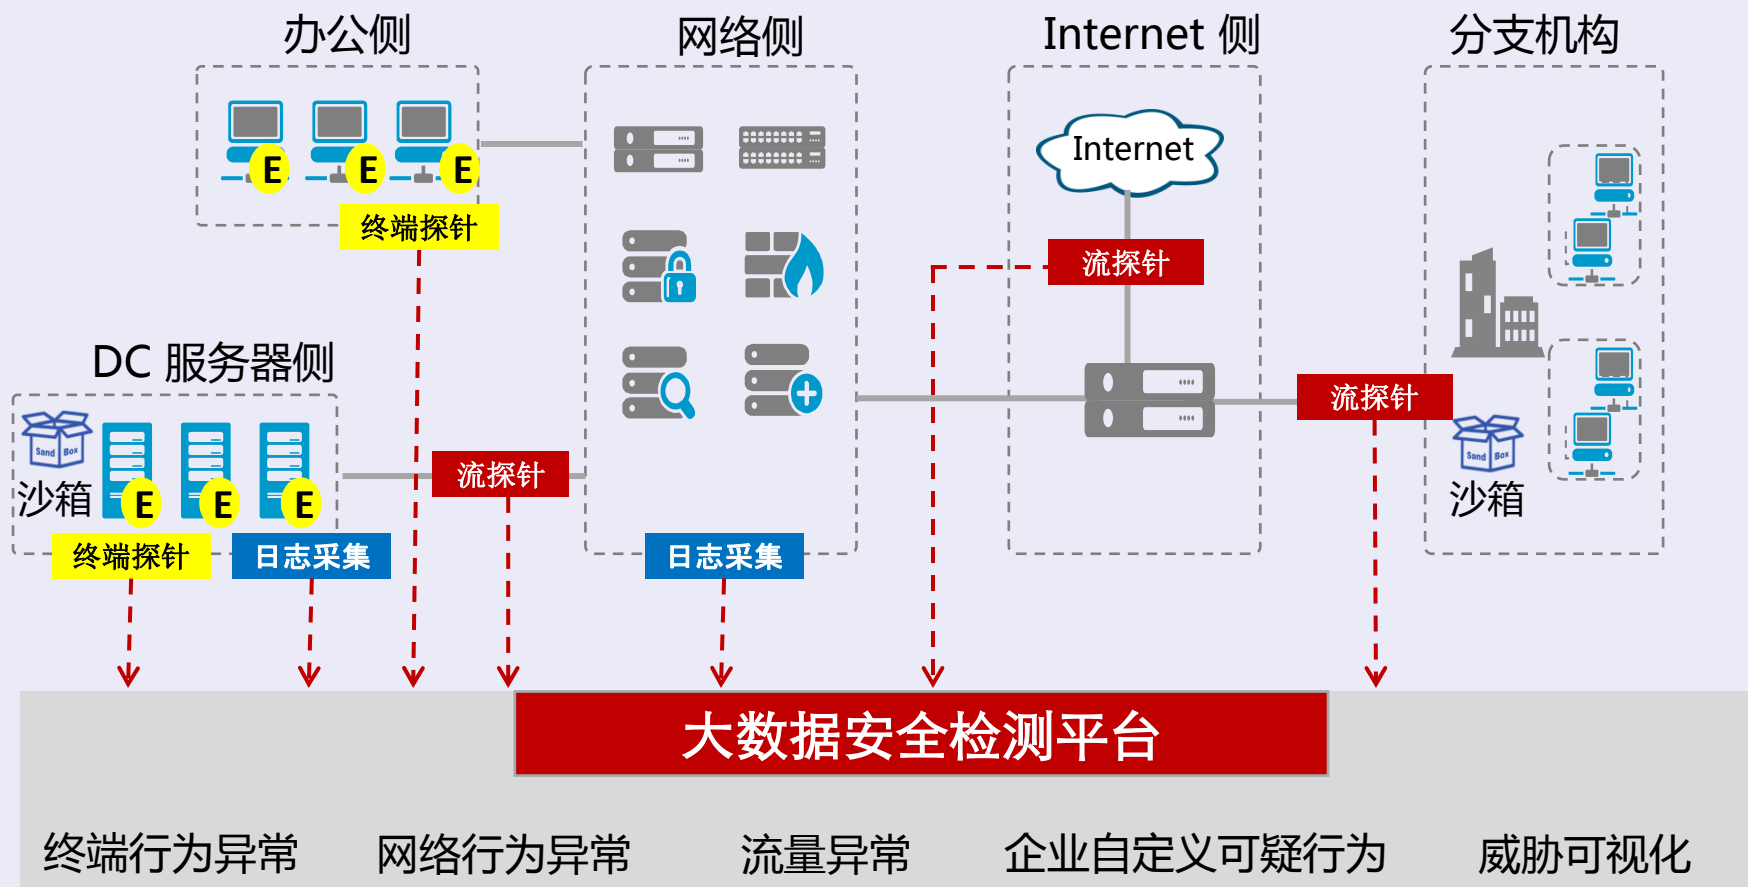 办公侧
网络侧
Internet 侧
分支机构
Internet
E
E
E
终端探针
流探针
DC 服务器侧
流探针
Sand Box
沙箱
E
E
E
流探针
Sand Box
沙箱
终端探针
日志采集
日志采集
大数据安全检测平台
终端行为异常
网络行为异常
流量异常
企业自定义可疑行为
威胁可视化